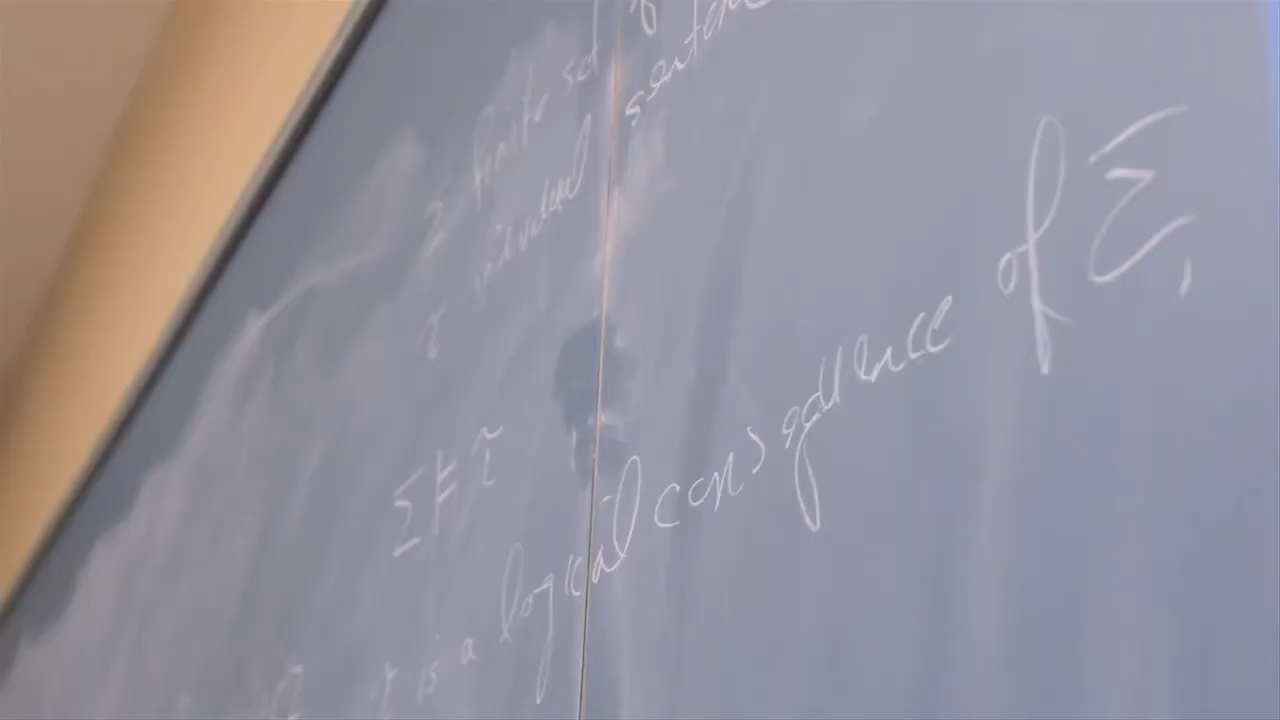 Σ finite set of sentence
γ individual
Σ ⊨ γ
γ is a logical consequence of Σ,